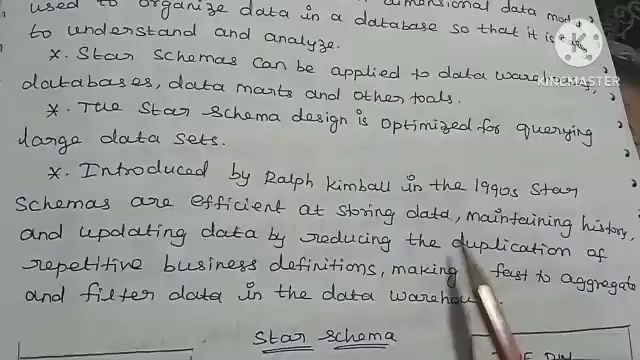 used to organize data in a database so that it is
to understand and analyze.
*. Star schemas can be applied to data warehouses,
databases, data marts and other tools.
*. The Star schema design is optimized for querying
large data sets.
*. Introduced by Ralph Kimball in the 1990s Star
schemas are efficient at storing data, maintaining history,
and updating data by reducing the duplication of
repetitive business definitions, making fast to aggregate
and filter data in the data warehouse.
Star schema
KINEMASTER